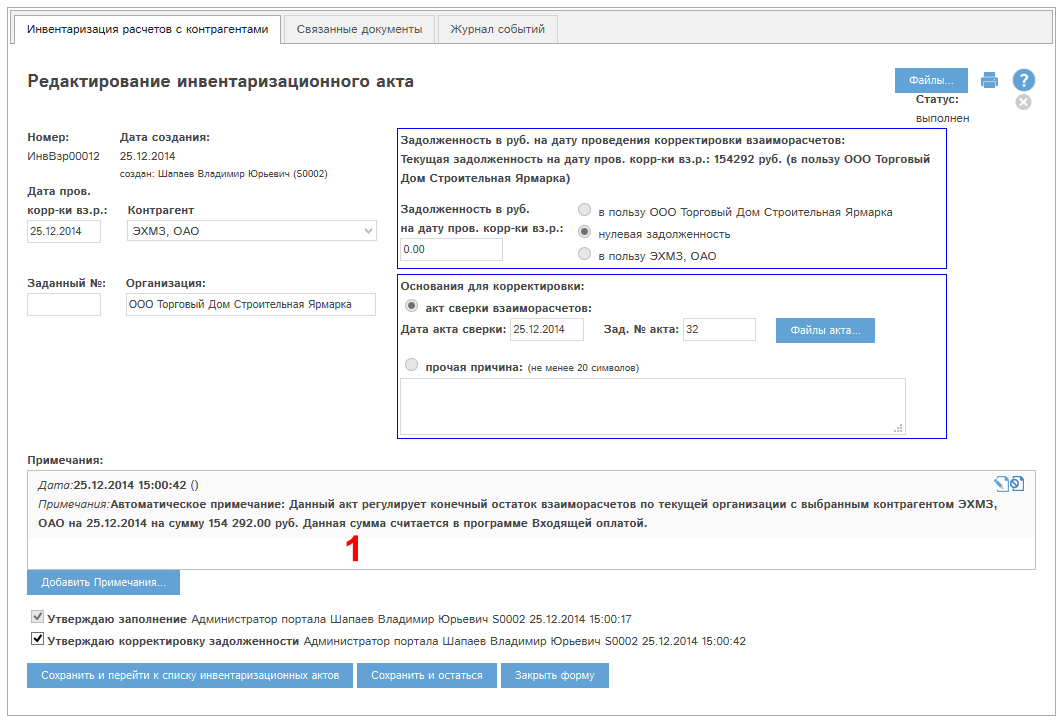 Инвентаризация расчетов с контрагентами
Связанные документы
Журнал событий
Редактирование инвентаризационного акта
Файлы...
?
Статус:
выполнен
Номер:
Дата создания:
ИнвВзр00012
25.12.2014
создан: Шапаев Владимир Юрьевич (S0002)
Дата пров.
корр-ки вз.р.:
Контрагент
25.12.2014
ЭХМЗ, ОАО
Заданный №:
Организация:
ООО Торговый Дом Строительная Ярмарка
Задолженность в руб. на дату проведения корректировки взаиморасчетов:
Текущая задолженность на дату пров. корр-ки вз.р.: 154292 руб. (в пользу ООО Торговый
Дом Строительная Ярмарка)
Задолженность в руб.
на дату пров. корр-ки вз.р.:
0.00
в пользу ООО Торговый Дом Строительная Ярмарка
нулевая задолженность
в пользу ЭХМЗ, ОАО
Основания для корректировки:
акт сверки взаиморасчетов:
Дата акта сверки: 25.12.2014
Зад. № акта: 32
Файлы акта...
прочая причина: (не менее 20 символов)
Примечания:
Дата:25.12.2014 15:00:42 ()
Примечания:Автоматическое примечание: Данный акт регулирует конечный остаток взаиморасчетов по текущей организации с выбранным контрагентом ЭХМЗ,
ОАО на 25.12.2014 на сумму 154 292.00 руб. Данная сумма считается в программе Входящей оплатой.
1
Добавить Примечания...
Утверждаю заполнение Администратор портала Шапаев Владимир Юрьевич S0002 25.12.2014 15:00:17
Утверждаю корректировку задолженности Администратор портала Шапаев Владимир Юрьевич S0002 25.12.2014 15:00:42
Сохранить и перейти к списку инвентаризационных актов
Сохранить и остаться
Закрыть форму